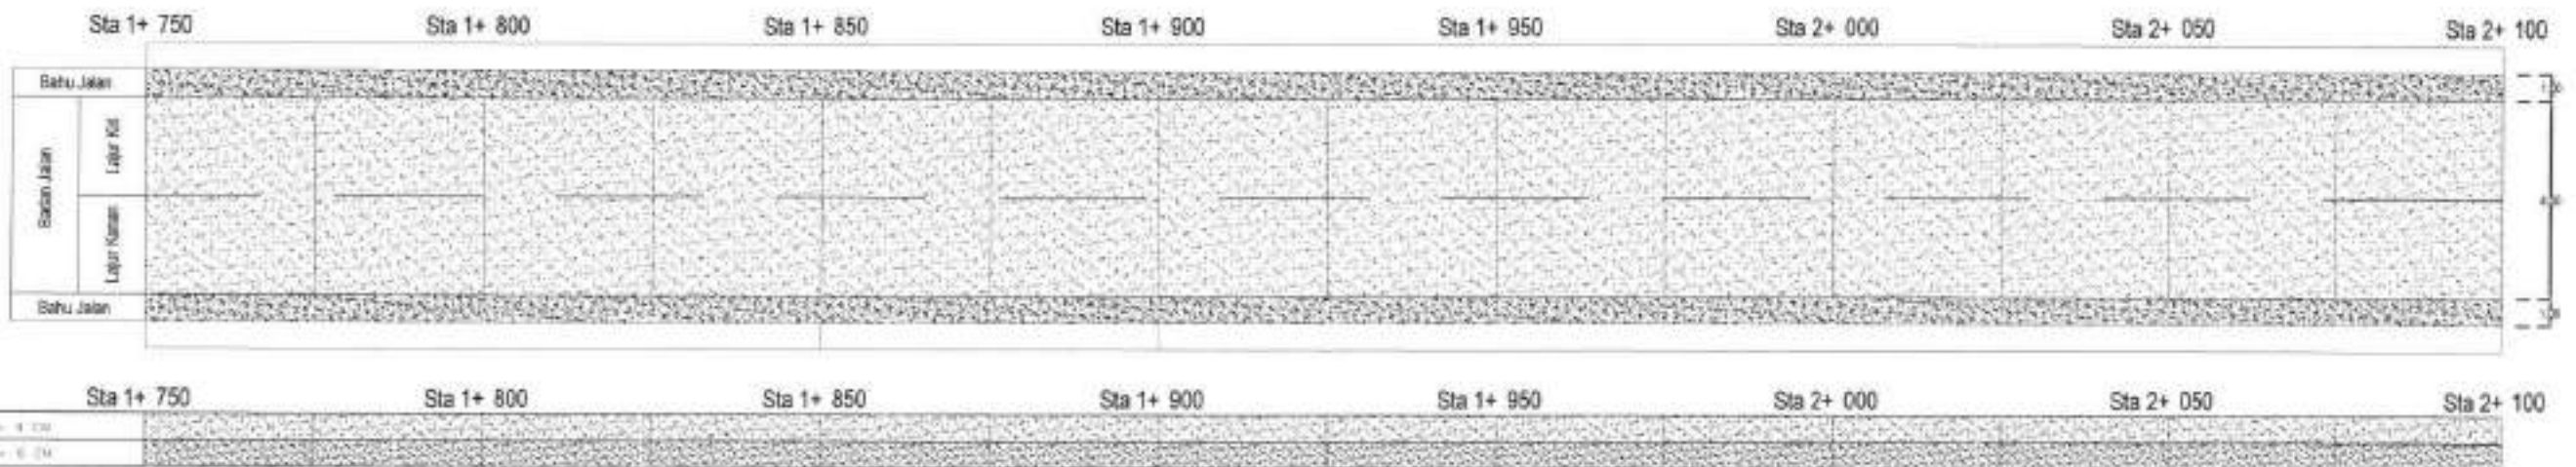 Sta 1+ 750 Sta 1+ 800 Sta 1+ 850 Sta 1+ 900 Sta 1+ 950 Sta 2+ 000 Sta 2+ 050 Sta 2+ 100
Bahu Jalan
Badan Jalan
Lajur Kiri
Lajur Kanan
Bahu Jalan
Sta 1+ 750 Sta 1+ 800 Sta 1+ 850 Sta 1+ 900 Sta 1+ 950 Sta 2+ 000 Sta 2+ 050 Sta 2+ 100